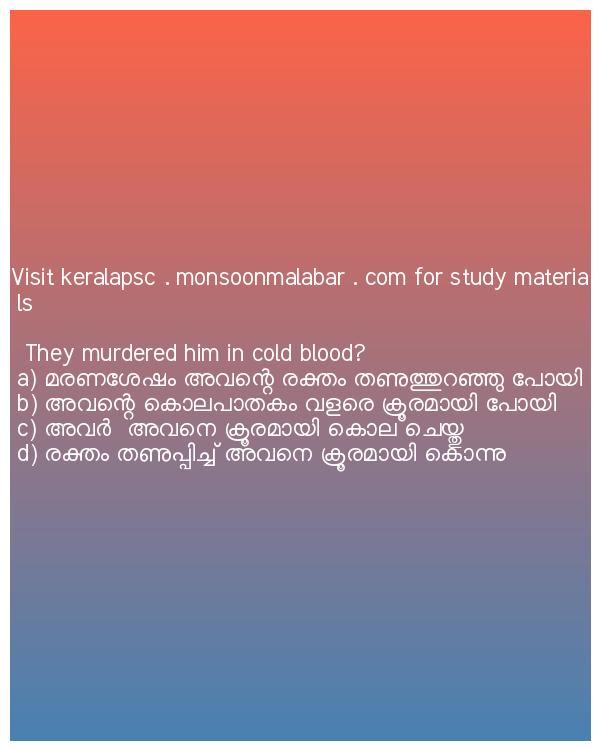 Visit keralapsc . monsoonmalabar . com for study materia
ls
They murdered him in cold blood?
a) മരണശേഷം അവന്റെ രക്തം തണുത്തുറഞ്ഞു പോയി
b) അവന്റെ കൊലപാതകം വളരെ ക്രൂരമായി പോയി
c) അവർ അവനെ ക്രൂരമായി കൊല ചെയ്തു
d) രക്തം തണുപ്പിച്ച് അവനെ ക്രൂരമായി കൊന്നു